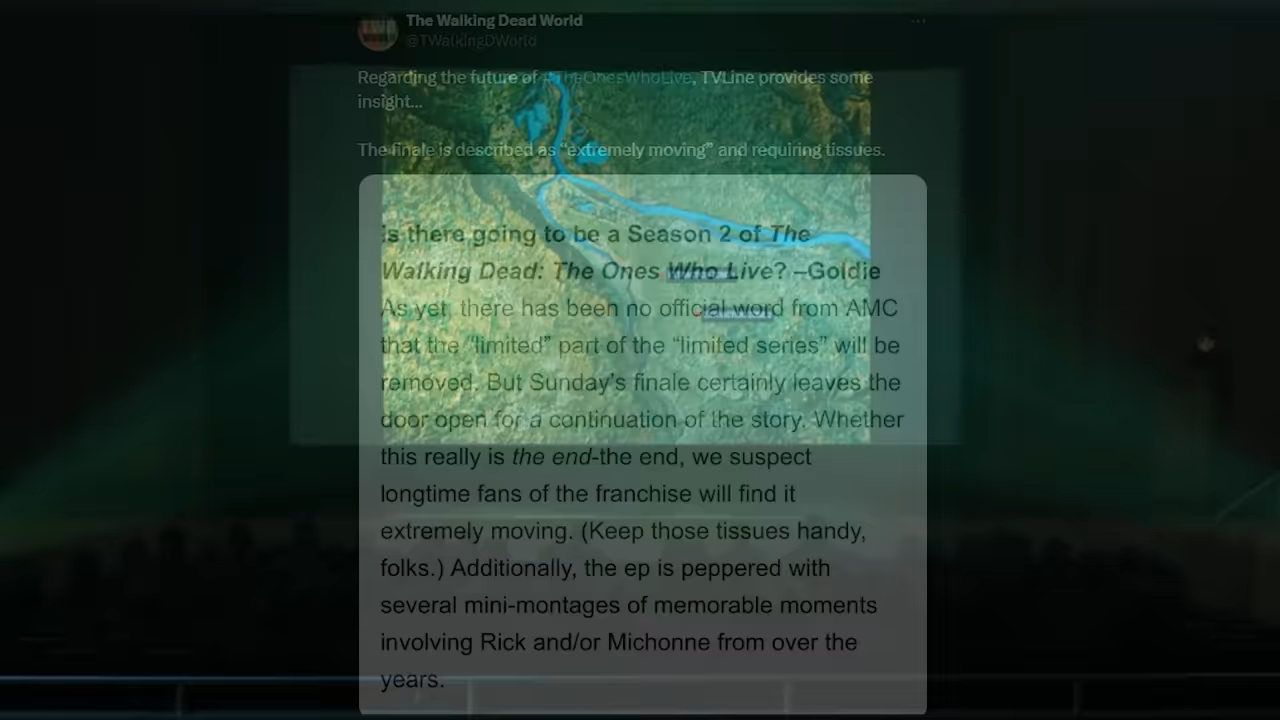 The Walking Dead World
@TWalkingDWorld
Regarding the future of #TheOnesWhoLive, TVLine provides some
insight...
The finale is described as “extremely moving” and requiring tissues.
Is there going to be a Season 2 of The
Walking Dead: The Ones Who Live? –Goldie
As yet, there has been no official word from AMC
that the “limited” part of the “limited series” will be
removed. But Sunday’s finale certainly leaves the
door open for a continuation of the story. Whether
this really is the end-the end, we suspect
longtime fans of the franchise will find it
extremely moving. (Keep those tissues handy,
folks.) Additionally, the ep is peppered with
several mini-montages of memorable moments
involving Rick and/or Michonne from over the
years.